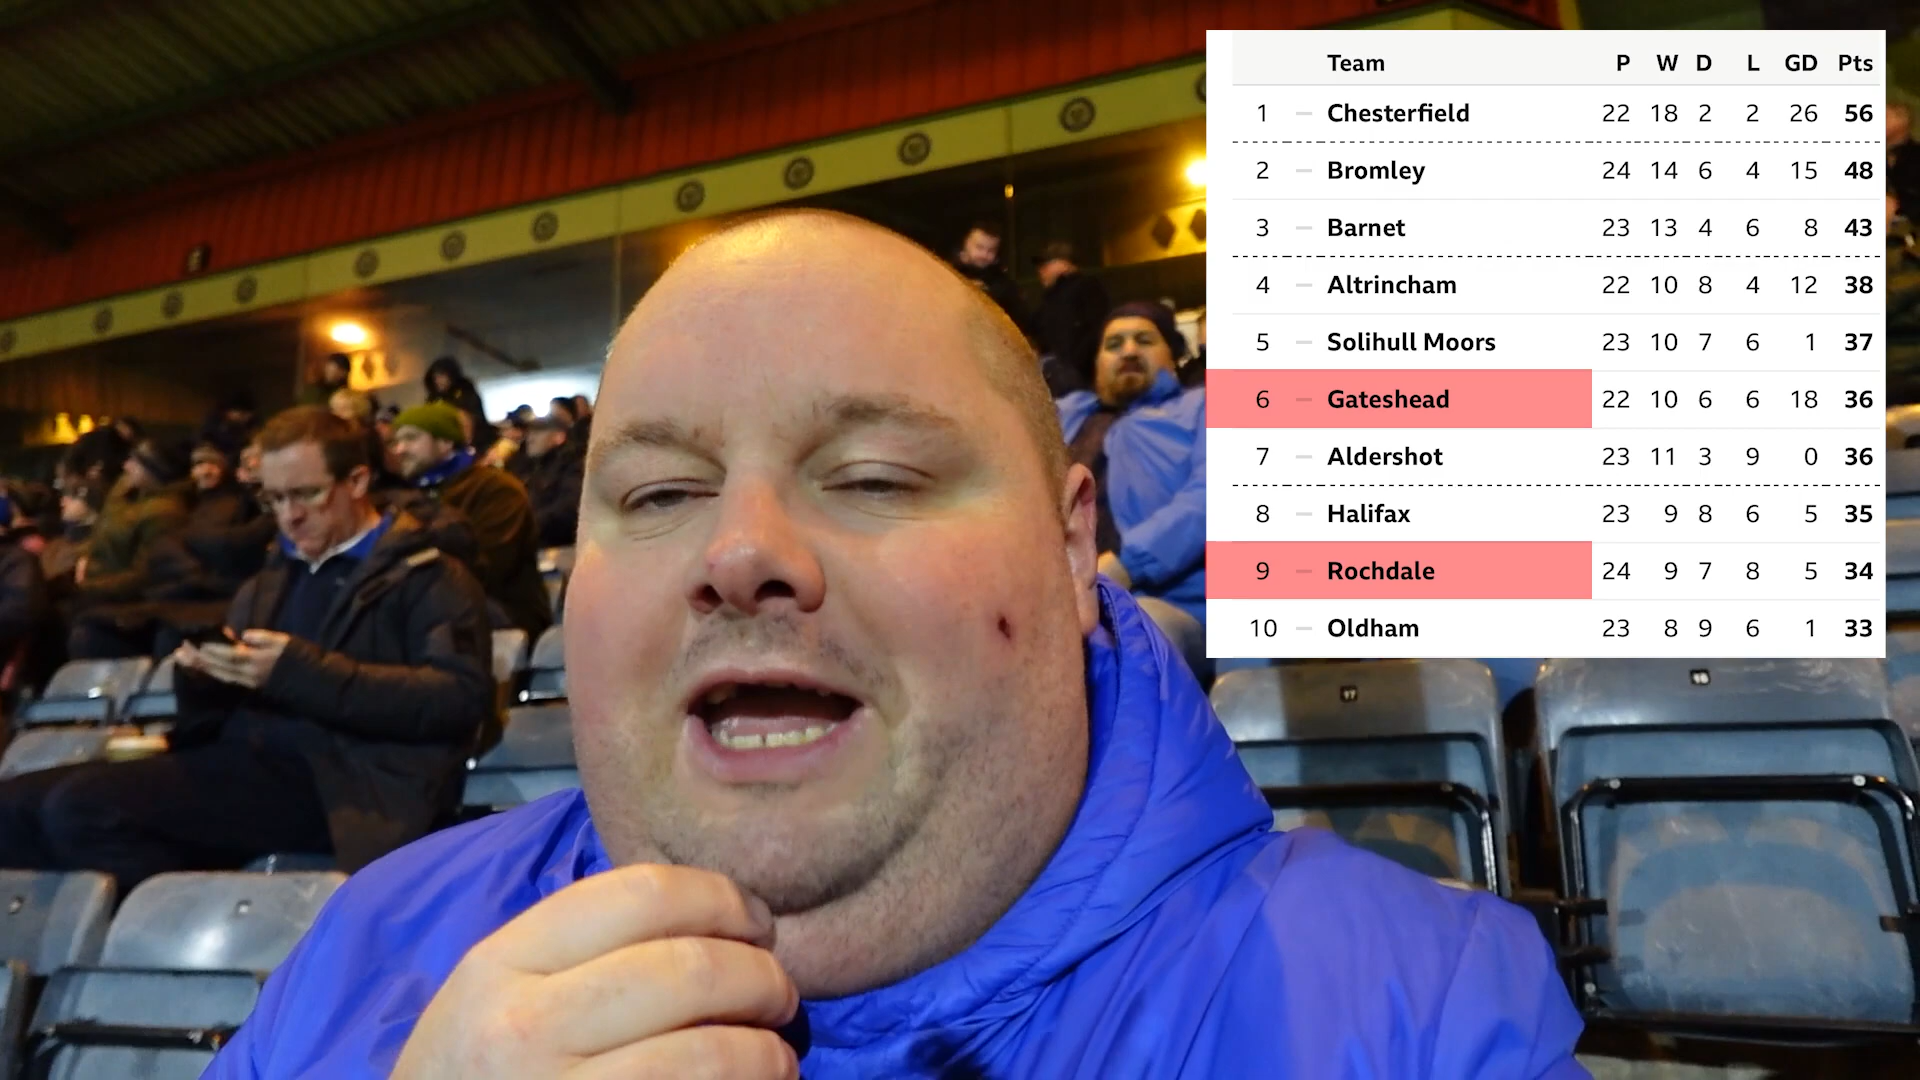 Team P W D L GD Pts
1 Chesterfield 22 18 2 2 26 56
2 Bromley 24 14 6 4 15 48
3 Barnet 23 13 4 6 8 43
4 Altrincham 22 10 8 4 12 38
5 Solihull Moors 23 10 7 6 1 37
6 Gateshead 22 10 6 6 18 36
7 Aldershot 23 11 3 9 0 36
8 Halifax 23 9 8 6 5 35
9 Rochdale 24 9 7 8 5 34
10 Oldham 23 8 9 6 1 33
E
97
98